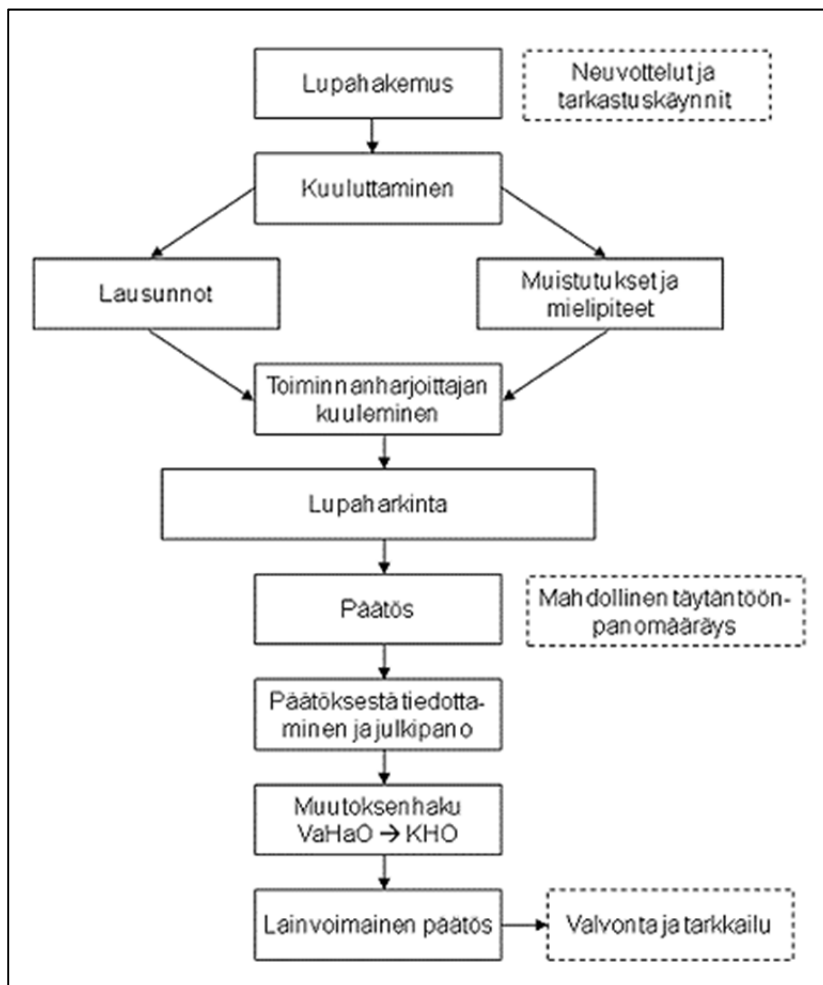 Lupahakemus
Neuvottelut ja
tarkastuskäynnit
Kuuluttaminen
Lausunnot
Muistutukset ja
mielipiteet
Toiminnanharjoittajan
kuuleminen
Lupaharkinta
Päätös
Mahdollinen täytäntöön-
panomääräys
Päätöksestä tiedotta-
minen ja julkipano
Muutoksenhaku
VaHaO → KHO
Lainvoimainen päätös
Valvonta ja tarkkailu